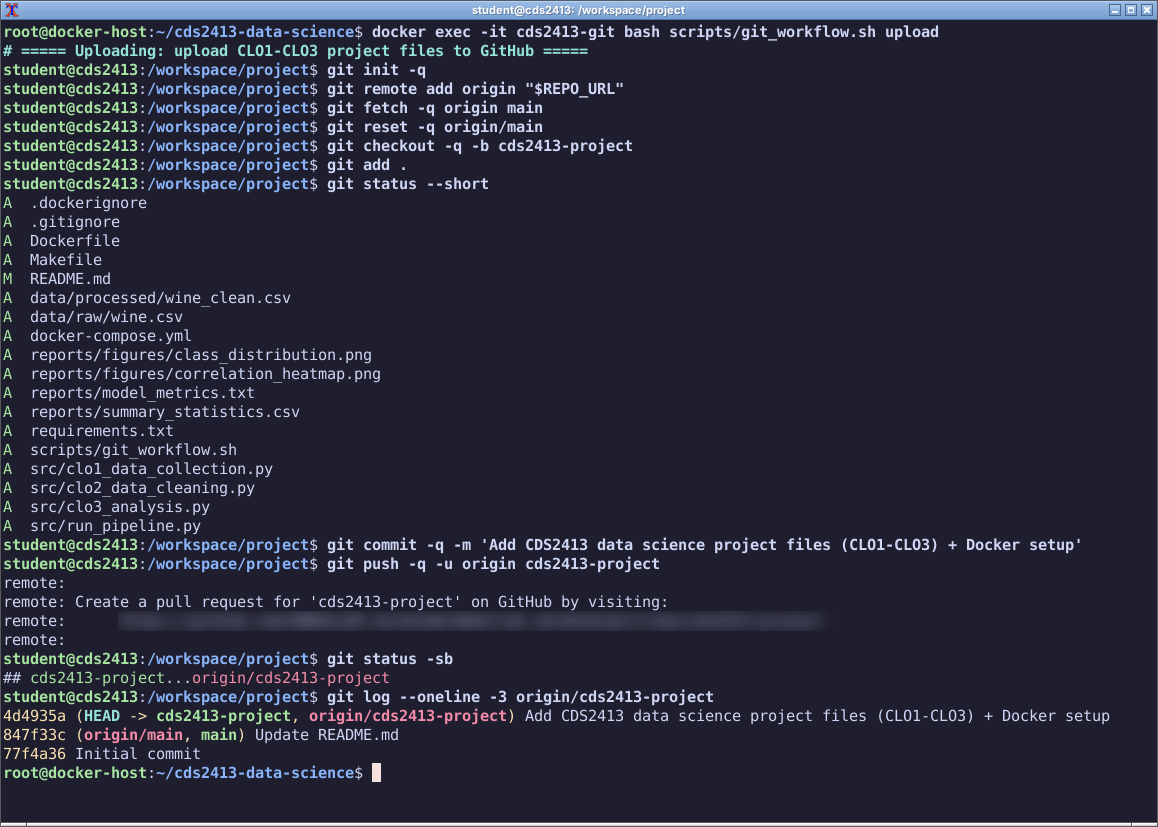 student@cds2413: /workspace/project
root@docker-host:~/cds2413-data-science$ docker exec -it cds2413-git bash scripts/git_workflow.sh upload
# ===== Uploading: upload CLO1-CLO3 project files to GitHub =====
student@cds2413:/workspace/project$ git init -q
student@cds2413:/workspace/project$ git remote add origin "$REPO_URL"
student@cds2413:/workspace/project$ git fetch -q origin main
student@cds2413:/workspace/project$ git reset -q origin/main
student@cds2413:/workspace/project$ git checkout -q -b cds2413-project
student@cds2413:/workspace/project$ git add .
student@cds2413:/workspace/project$ git status --short
A  .dockerignore
A  .gitignore
A  Dockerfile
A  Makefile
M  README.md
A  data/processed/wine_clean.csv
A  data/raw/wine.csv
A  docker-compose.yml
A  reports/figures/class_distribution.png
A  reports/figures/correlation_heatmap.png
A  reports/model_metrics.txt
A  reports/summary_statistics.csv
A  requirements.txt
A  scripts/git_workflow.sh
A  src/clo1_data_collection.py
A  src/clo2_data_cleaning.py
A  src/clo3_analysis.py
A  src/run_pipeline.py
student@cds2413:/workspace/project$ git commit -q -m 'Add CDS2413 data science project files (CLO1-CLO3) + Docker setup'
student@cds2413:/workspace/project$ git push -q -u origin cds2413-project
remote:
remote: Create a pull request for 'cds2413-project' on GitHub by visiting:
remote:
remote:
student@cds2413:/workspace/project$ git status -sb
## cds2413-project...origin/cds2413-project
student@cds2413:/workspace/project$ git log --oneline -3 origin/cds2413-project
4d4935a (HEAD -> cds2413-project, origin/cds2413-project) Add CDS2413 data science project files (CLO1-CLO3) + Docker setup
847f33c (origin/main, main) Update README.md
77f4a36 Initial commit
root@docker-host:~/cds2413-data-science$